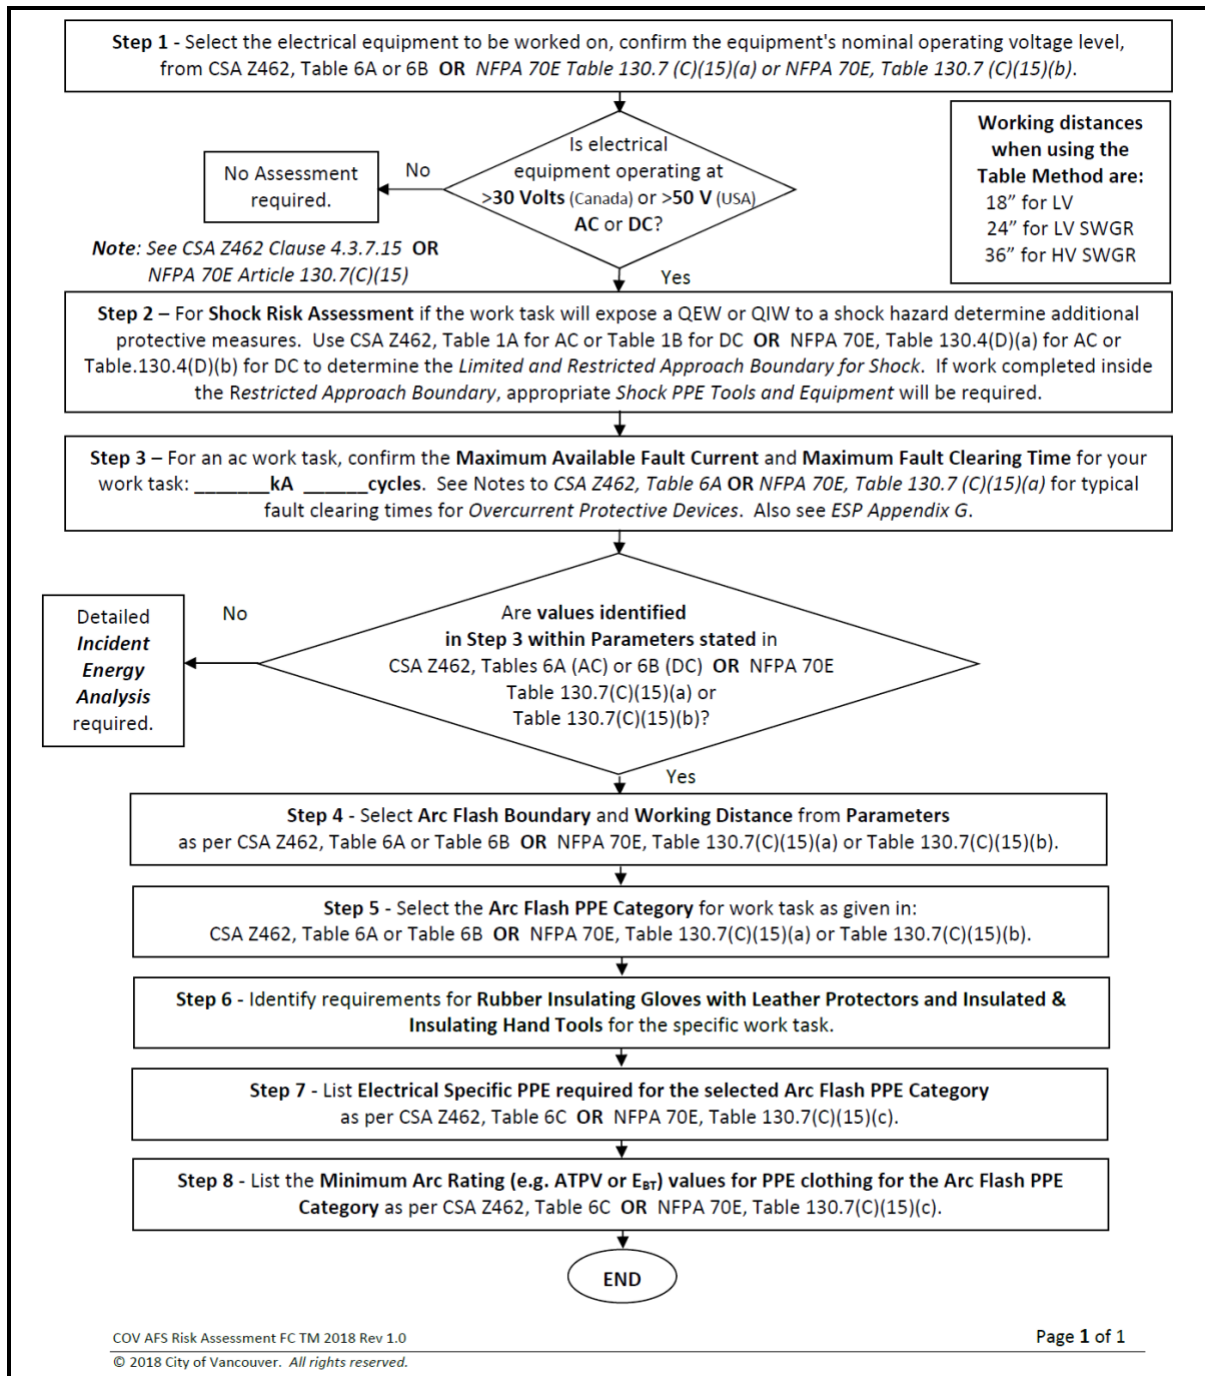 Step 1 - Select the electrical equipment to be worked on, confirm the equipment's nominal operating voltage level,
from CSA Z462, Table 6A or 6B OR NFPA 70E Table 130.7 (C)(15)(a) or NFPA 70E, Table 130.7 (C)(15)(b).
Is electrical
equipment operating at
>30 Volts (Canada) or >50 V (USA)
AC or DC?
No
No Assessment
required.
Note: See CSA Z462 Clause 4.3.7.15 OR
NFPA 70E Article 130.7(C)(15)
Working distances
when using the
Table Method are:
18” for LV
24” for LV SWGR
36” for HV SWGR
Yes
Step 2 – For Shock Risk Assessment if the work task will expose a QEW or QIW to a shock hazard determine additional
protective measures. Use CSA Z462, Table 1A for AC or Table 1B for DC OR NFPA 70E, Table 130.4(D)(a) for AC or
Table.130.4(D)(b) for DC to determine the Limited and Restricted Approach Boundary for Shock. If work completed inside
the Restricted Approach Boundary, appropriate Shock PPE Tools and Equipment will be required.
Step 3 – For an ac work task, confirm the Maximum Available Fault Current and Maximum Fault Clearing Time for your
work task: _______kA ______cycles. See Notes to CSA Z462, Table 6A OR NFPA 70E, Table 130.7 (C)(15)(a) for typical
fault clearing times for Overcurrent Protective Devices. Also see ESP Appendix G.
Are values identified
in Step 3 within Parameters stated in
CSA Z462, Tables 6A (AC) or 6B (DC) OR NFPA 70E
Table 130.7(C)(15)(a) or
Table 130.7(C)(15)(b)?
No
Detailed
Incident
Energy
Analysis
required.
Yes
Step 4 - Select Arc Flash Boundary and Working Distance from Parameters
as per CSA Z462, Table 6A or Table 6B OR NFPA 70E, Table 130.7(C)(15)(a) or Table 130.7(C)(15)(b).
Step 5 - Select the Arc Flash PPE Category for work task as given in:
CSA Z462, Table 6A or Table 6B OR NFPA 70E, Table 130.7(C)(15)(a) or Table 130.7(C)(15)(b).
Step 6 - Identify requirements for Rubber Insulating Gloves with Leather Protectors and Insulated &
Insulating Hand Tools for the specific work task.
Step 7 - List Electrical Specific PPE required for the selected Arc Flash PPE Category
as per CSA Z462, Table 6C OR NFPA 70E, Table 130.7(C)(15)(c).
Step 8 - List the Minimum Arc Rating (e.g. ATPV or EBT) values for PPE clothing for the Arc Flash PPE
Category as per CSA Z462, Table 6C OR NFPA 70E, Table 130.7(C)(15)(c).
END
COV AFS Risk Assessment FC TM 2018 Rev 1.0
Page 1 of 1
© 2018 City of Vancouver. All rights reserved.